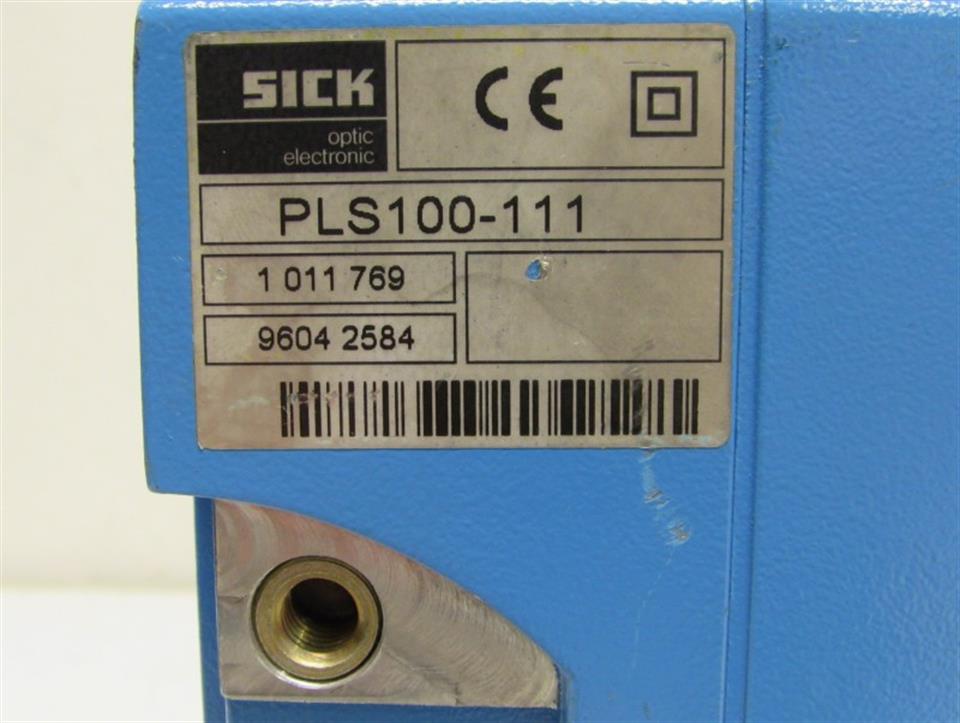 SICK
optic
electronic
CE
PLS100-111
1 011 769
9604 2584